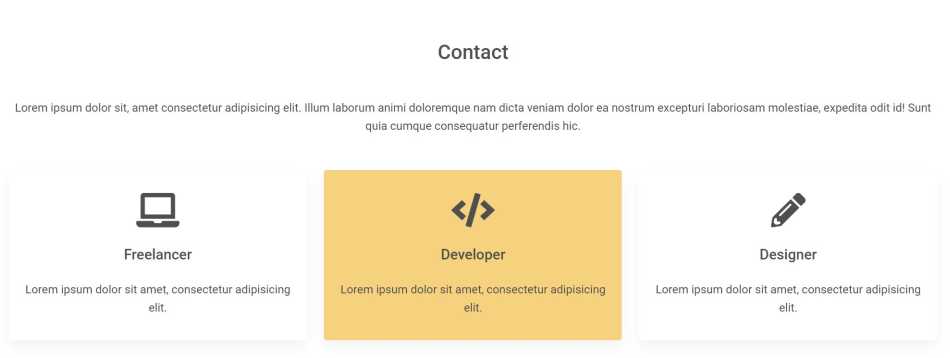 Contact
Lorem ipsum dolor sit, amet consectetur adipisicing elit. Illum laborum animi doloremque nam dicta veniam dolor ea nostrum excepturi laboriosam molestiae, expedita odit id! Sunt
quia cumque consequatur perferendis hic.
Freelancer
Lorem ipsum dolor sit amet, consectetur adipisicing
elit.
Developer
Lorem ipsum dolor sit amet, consectetur adipisicing
elit.
Designer
Lorem ipsum dolor sit amet, consectetur adipisicing
elit.